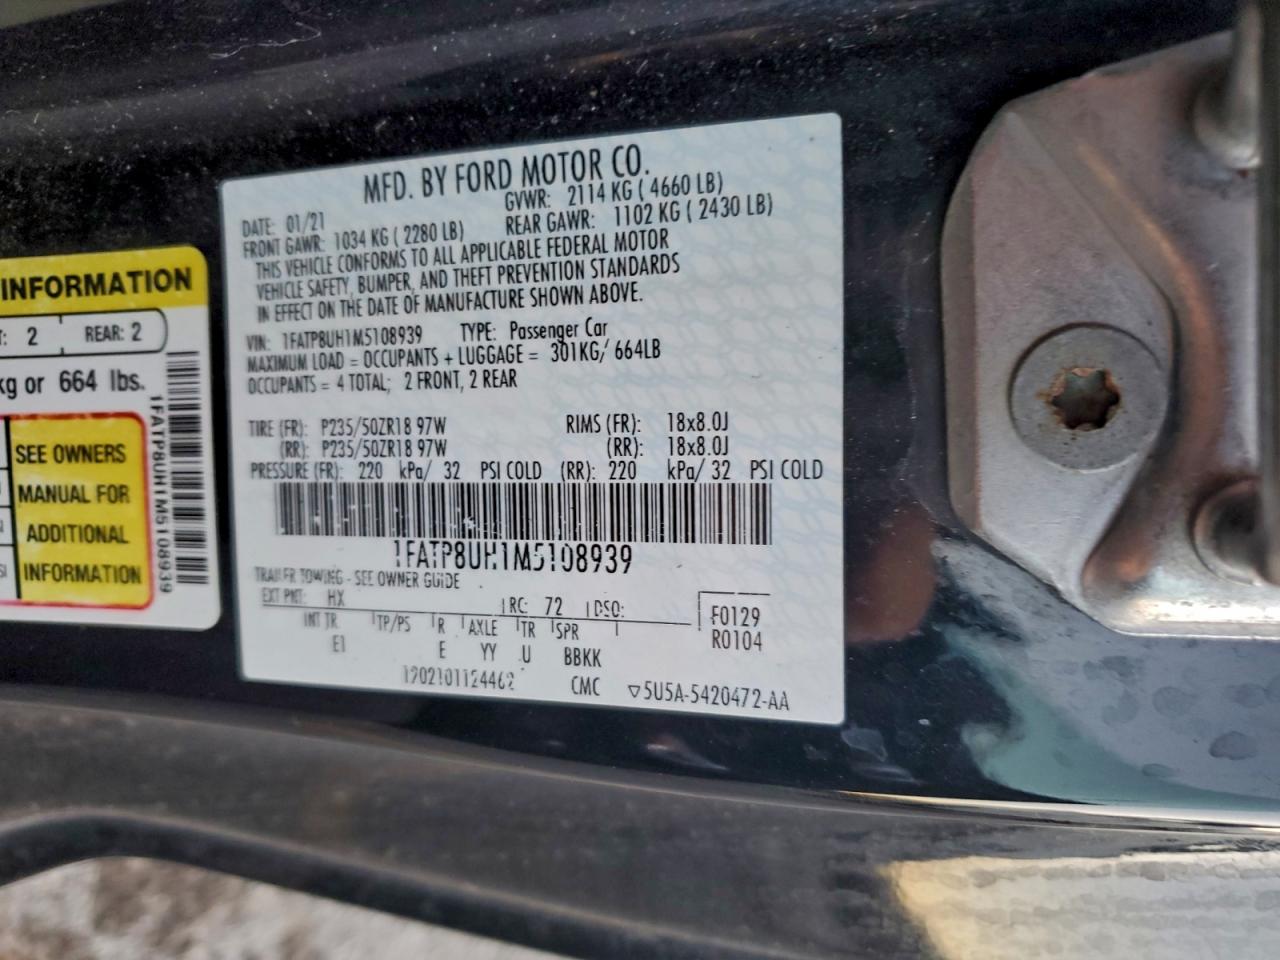 MFD. BY FORD MOTOR CO.
DATE: 01/21 GVWR: 2114 KG ( 4660 LB)
FRONT GAWR: 1034 KG ( 2280 LB) REAR GAWR: 1102 KG ( 2430 LB)
THIS VEHICLE CONFORMS TO ALL APPLICABLE FEDERAL MOTOR
VEHICLE SAFETY, BUMPER, AND THEFT PREVENTION STANDARDS
IN EFFECT ON THE DATE OF MANUFACTURE SHOWN ABOVE.
VIN: 1FATP8UH1M5108939 TYPE: Passenger Car
MAXIMUM LOAD = OCCUPANTS + LUGGAGE = 301KG/ 664LB
OCCUPANTS = 4 TOTAL; 2 FRONT, 2 REAR
TIRE (FR): P235/50ZR18 97W RIMS (FR): 18x8.0J
(RR): P235/50ZR18 97W (RR): 18x8.0J
PRESSURE (FR): 220 kPa/ 32 PSI COLD (RR): 220 kPa/ 32 PSI COLD
1FATP8UH1M5108939
TRAILER TOWING - SEE OWNER GUIDE
EXT PNT: HX RC: 72 DSO: F0129
INT TR TP/PS R AXLE TR SPR R0104
EI E YY U BBKK
1202101124462 CMC ▽5U5A-5420472-AA
INFORMATION
: 2 REAR: 2
kg or 664 lbs.
SEE OWNERS
MANUAL FOR
ADDITIONAL
INFORMATION
1FATP8UH1M5108939